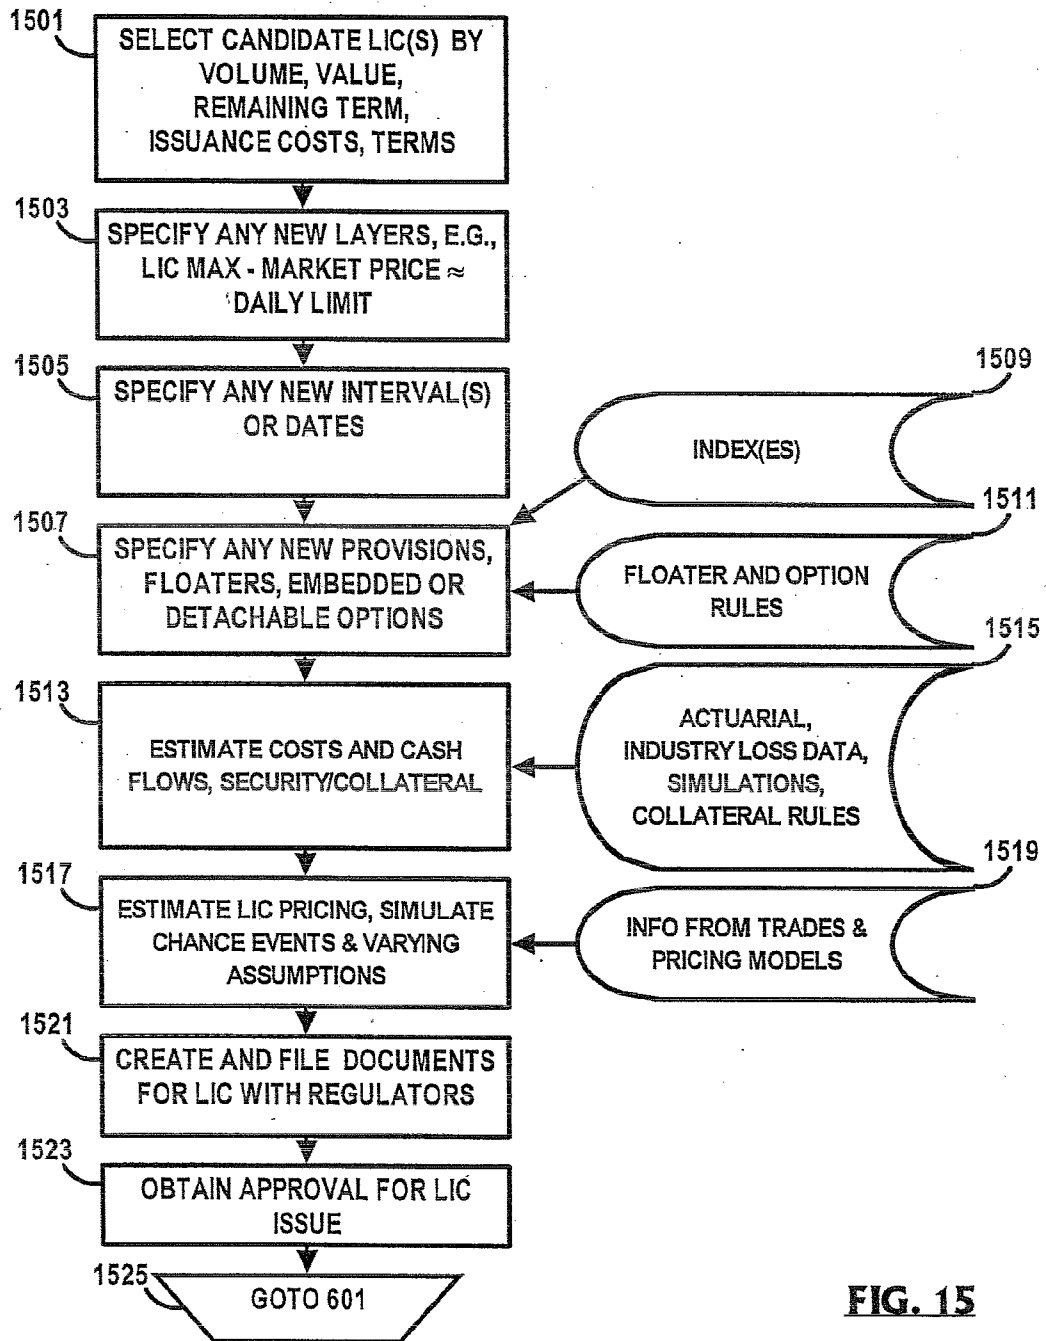 1501
SELECT CANDIDATE LIC(S) BY
VOLUME, VALUE,
REMAINING TERM,
ISSUANCE COSTS, TERMS
1503
SPECIFY ANY NEW LAYERS, E.G.,
LIC MAX - MARKET PRICE ≈
DAILY LIMIT
1505
SPECIFY ANY NEW INTERVAL(S)
OR DATES
1509
INDEX(ES)
1507
SPECIFY ANY NEW PROVISIONS,
FLOATERS, EMBEDDED OR
DETACHABLE OPTIONS
1511
FLOATER AND OPTION
RULES
1513
ESTIMATE COSTS AND CASH
FLOWS, SECURITY/COLLATERAL
1515
ACTUARIAL,
INDUSTRY LOSS DATA,
SIMULATIONS,
COLLATERAL RULES
1517
ESTIMATE LIC PRICING, SIMULATE
CHANCE EVENTS & VARYING
ASSUMPTIONS
1519
INFO FROM TRADES &
PRICING MODELS
1521
CREATE AND FILE DOCUMENTS
FOR LIC WITH REGULATORS
1523
OBTAIN APPROVAL FOR LIC
ISSUE
1525
GOTO 601
FIG. 15